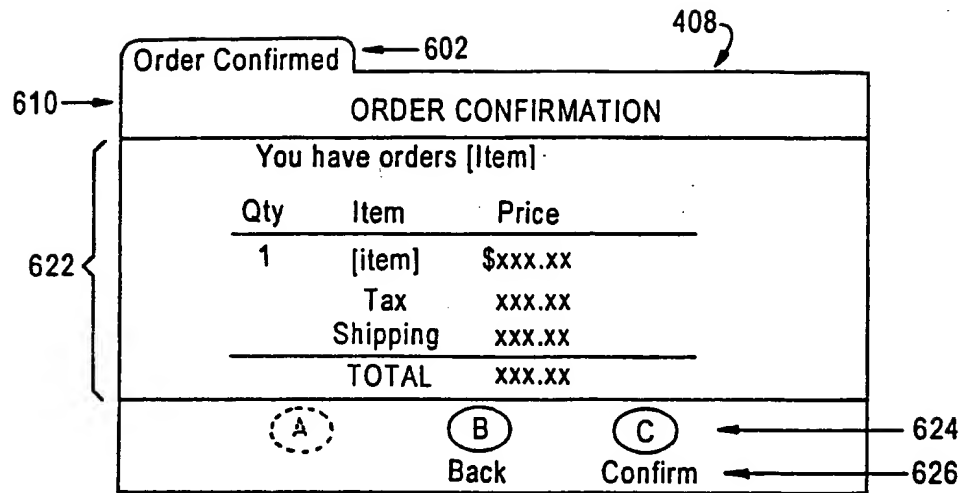 408
Order Confirmed 602
610 ORDER CONFIRMATION
You have orders [Item]
Qty Item Price
1 [item] $xxx.xx
622
Tax xxx.xx
Shipping xxx.xx
TOTAL xxx.xx
A B C 624
Back Confirm 626